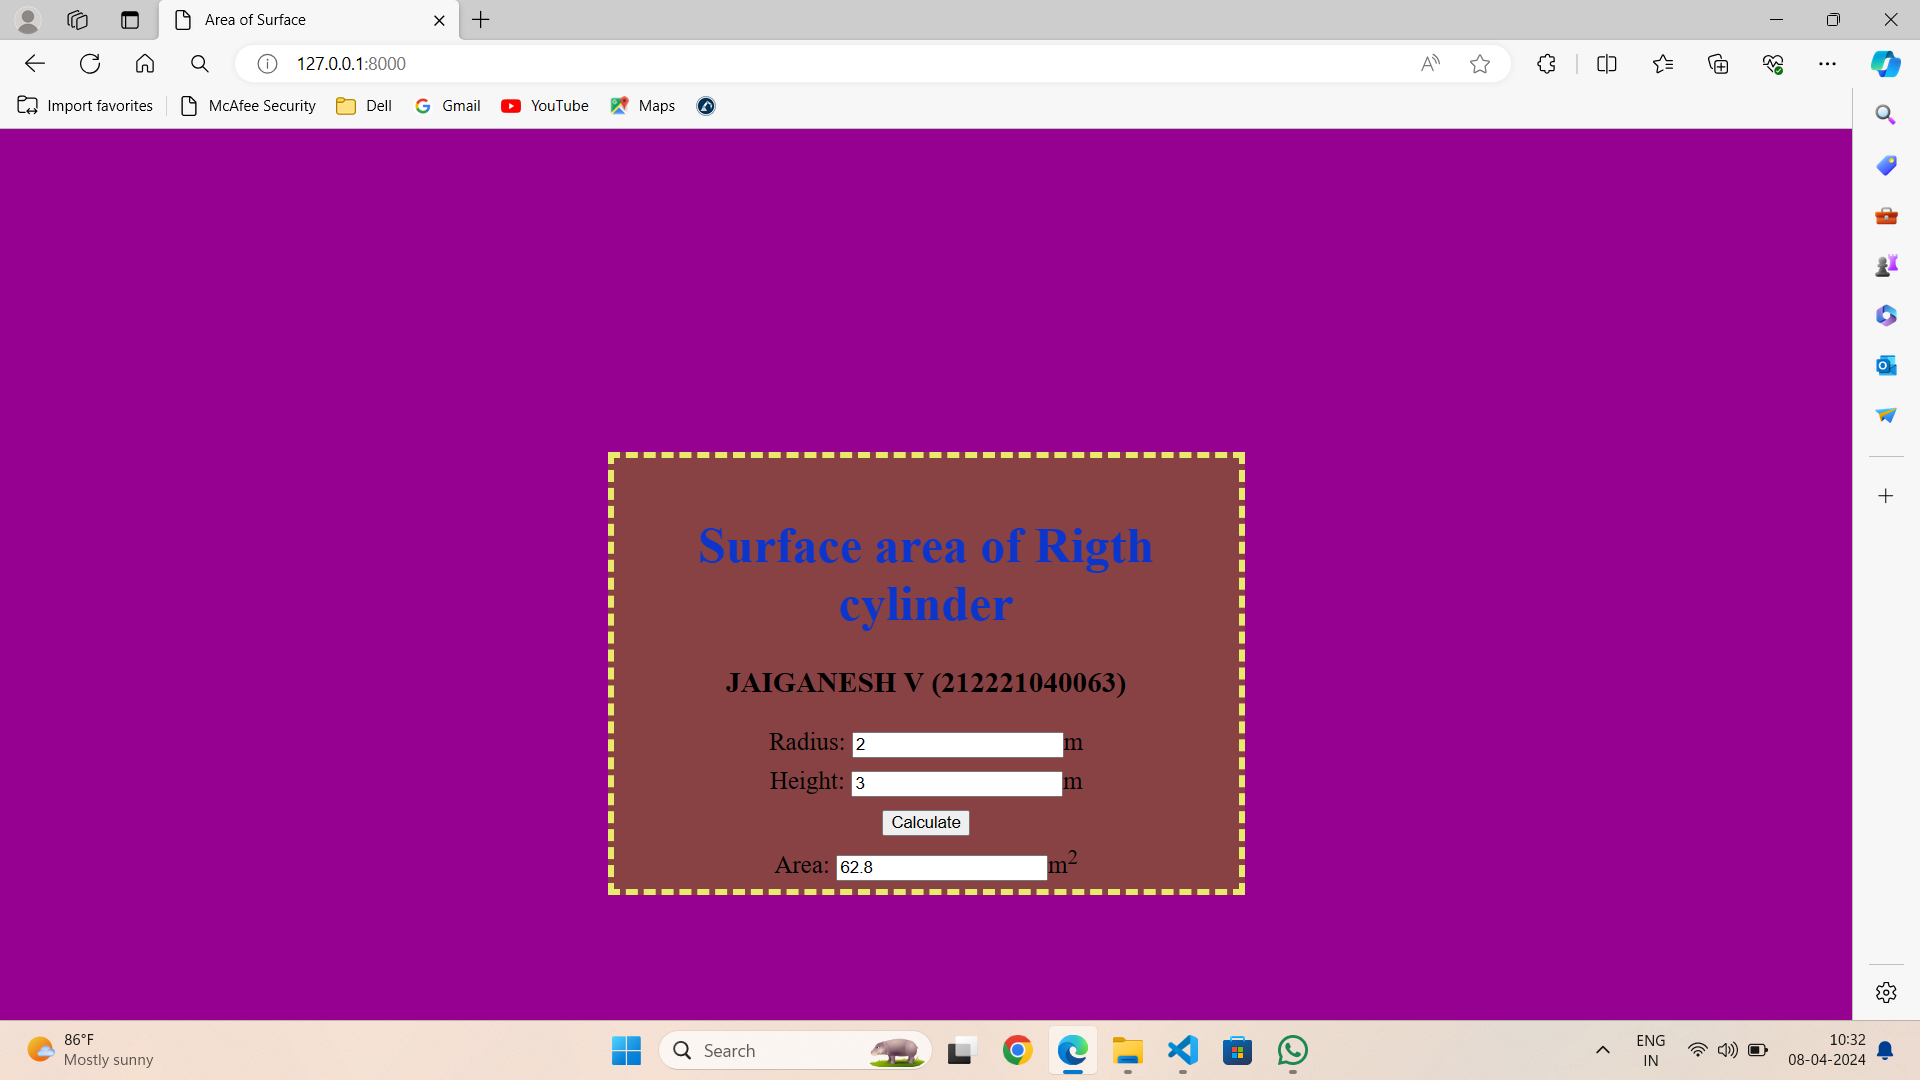 Area of Surface
127.0.0.1:8000
Import favorites McAfee Security Dell Gmail YouTube Maps
Surface area of Rigth
cylinder
JAIGANESH V (212221040063)
Radius: 2 m
Height: 3 m
Calculate
Area: 62.8 m²
86°F
Mostly sunny
Search
ENG
IN
10:32
08-04-2024